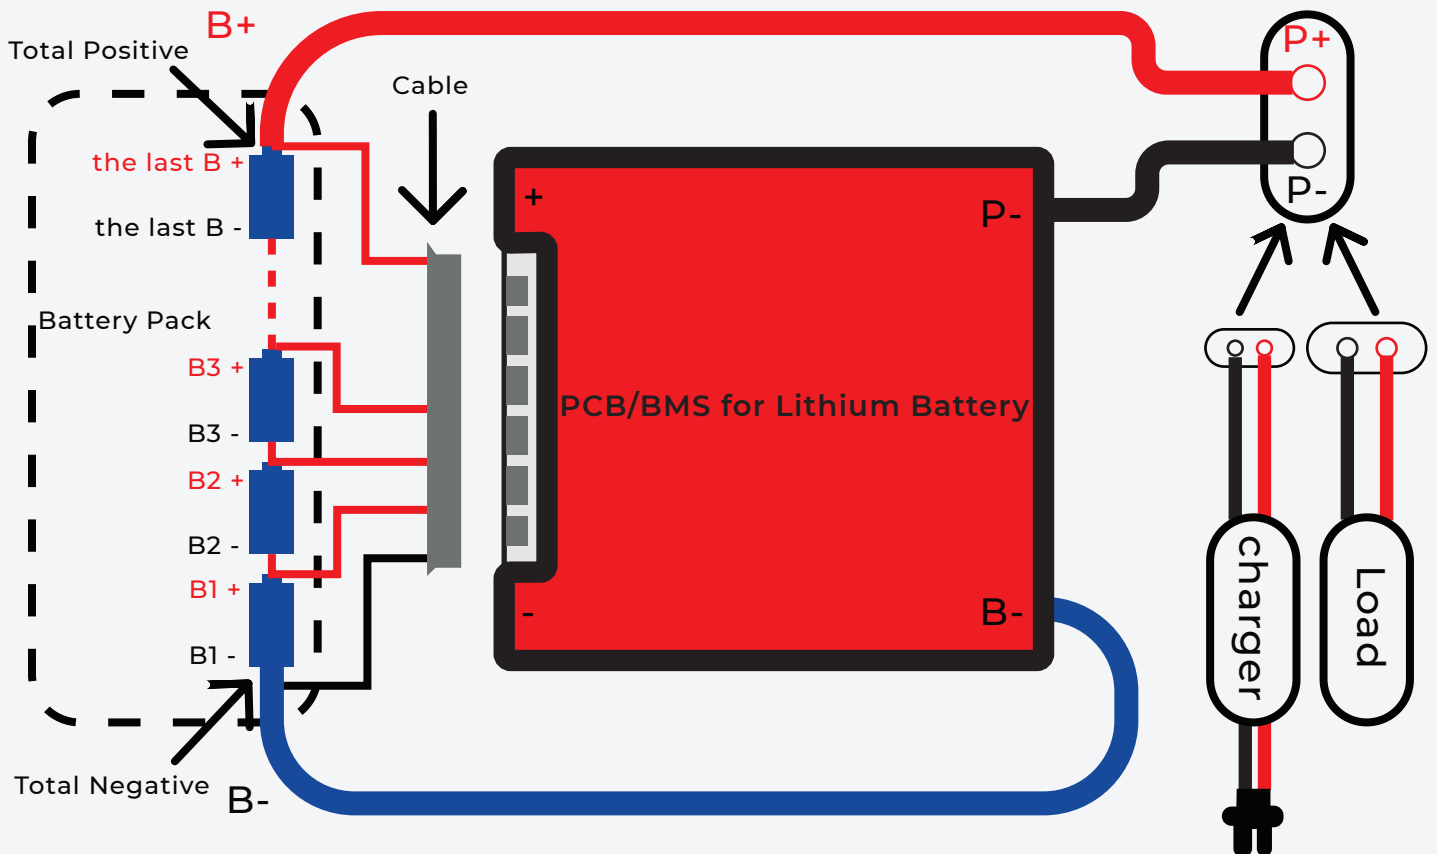 B+
Total Positive
Cable
the last B +
the last B -
Battery Pack
B3 +
B3 -
B2 +
B2 -
B1 +
B1 -
Total Negative
B-
+
P-
PCB/BMS for Lithium Battery
-
B-
P+
P-
charger
Load